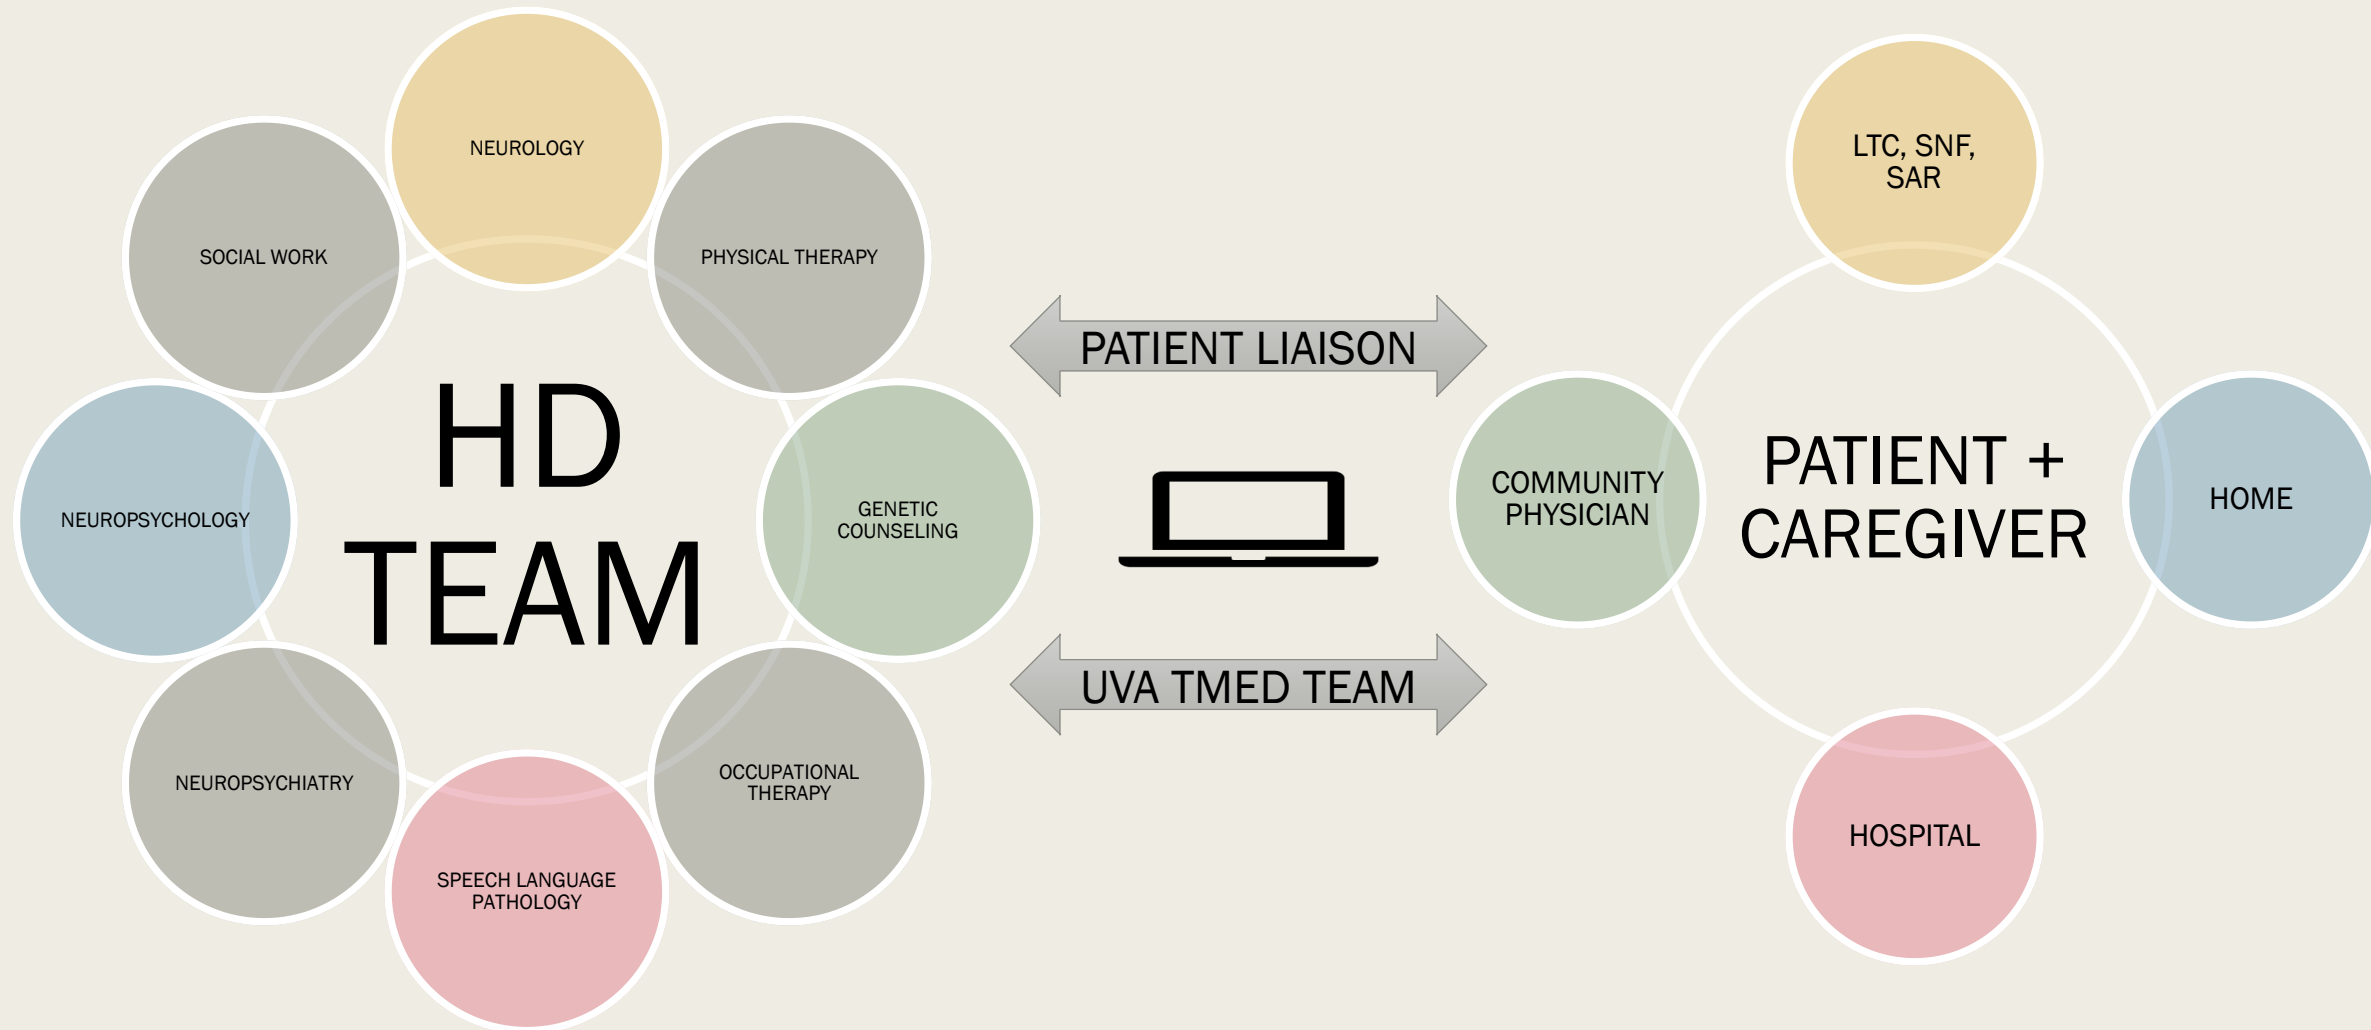 NEUROLOGY
SOCIAL WORK
PHYSICAL THERAPY
HD
TEAM
NEUROPSYCHOLOGY
GENETIC
COUNSELING
NEUROPSYCHIATRY
OCCUPATIONAL
THERAPY
SPEECH LANGUAGE
PATHOLOGY
PATIENT LIAISON
UVA TMED TEAM
LTC, SNF,
SAR
COMMUNITY
PHYSICIAN
PATIENT +
CAREGIVER
HOME
HOSPITAL